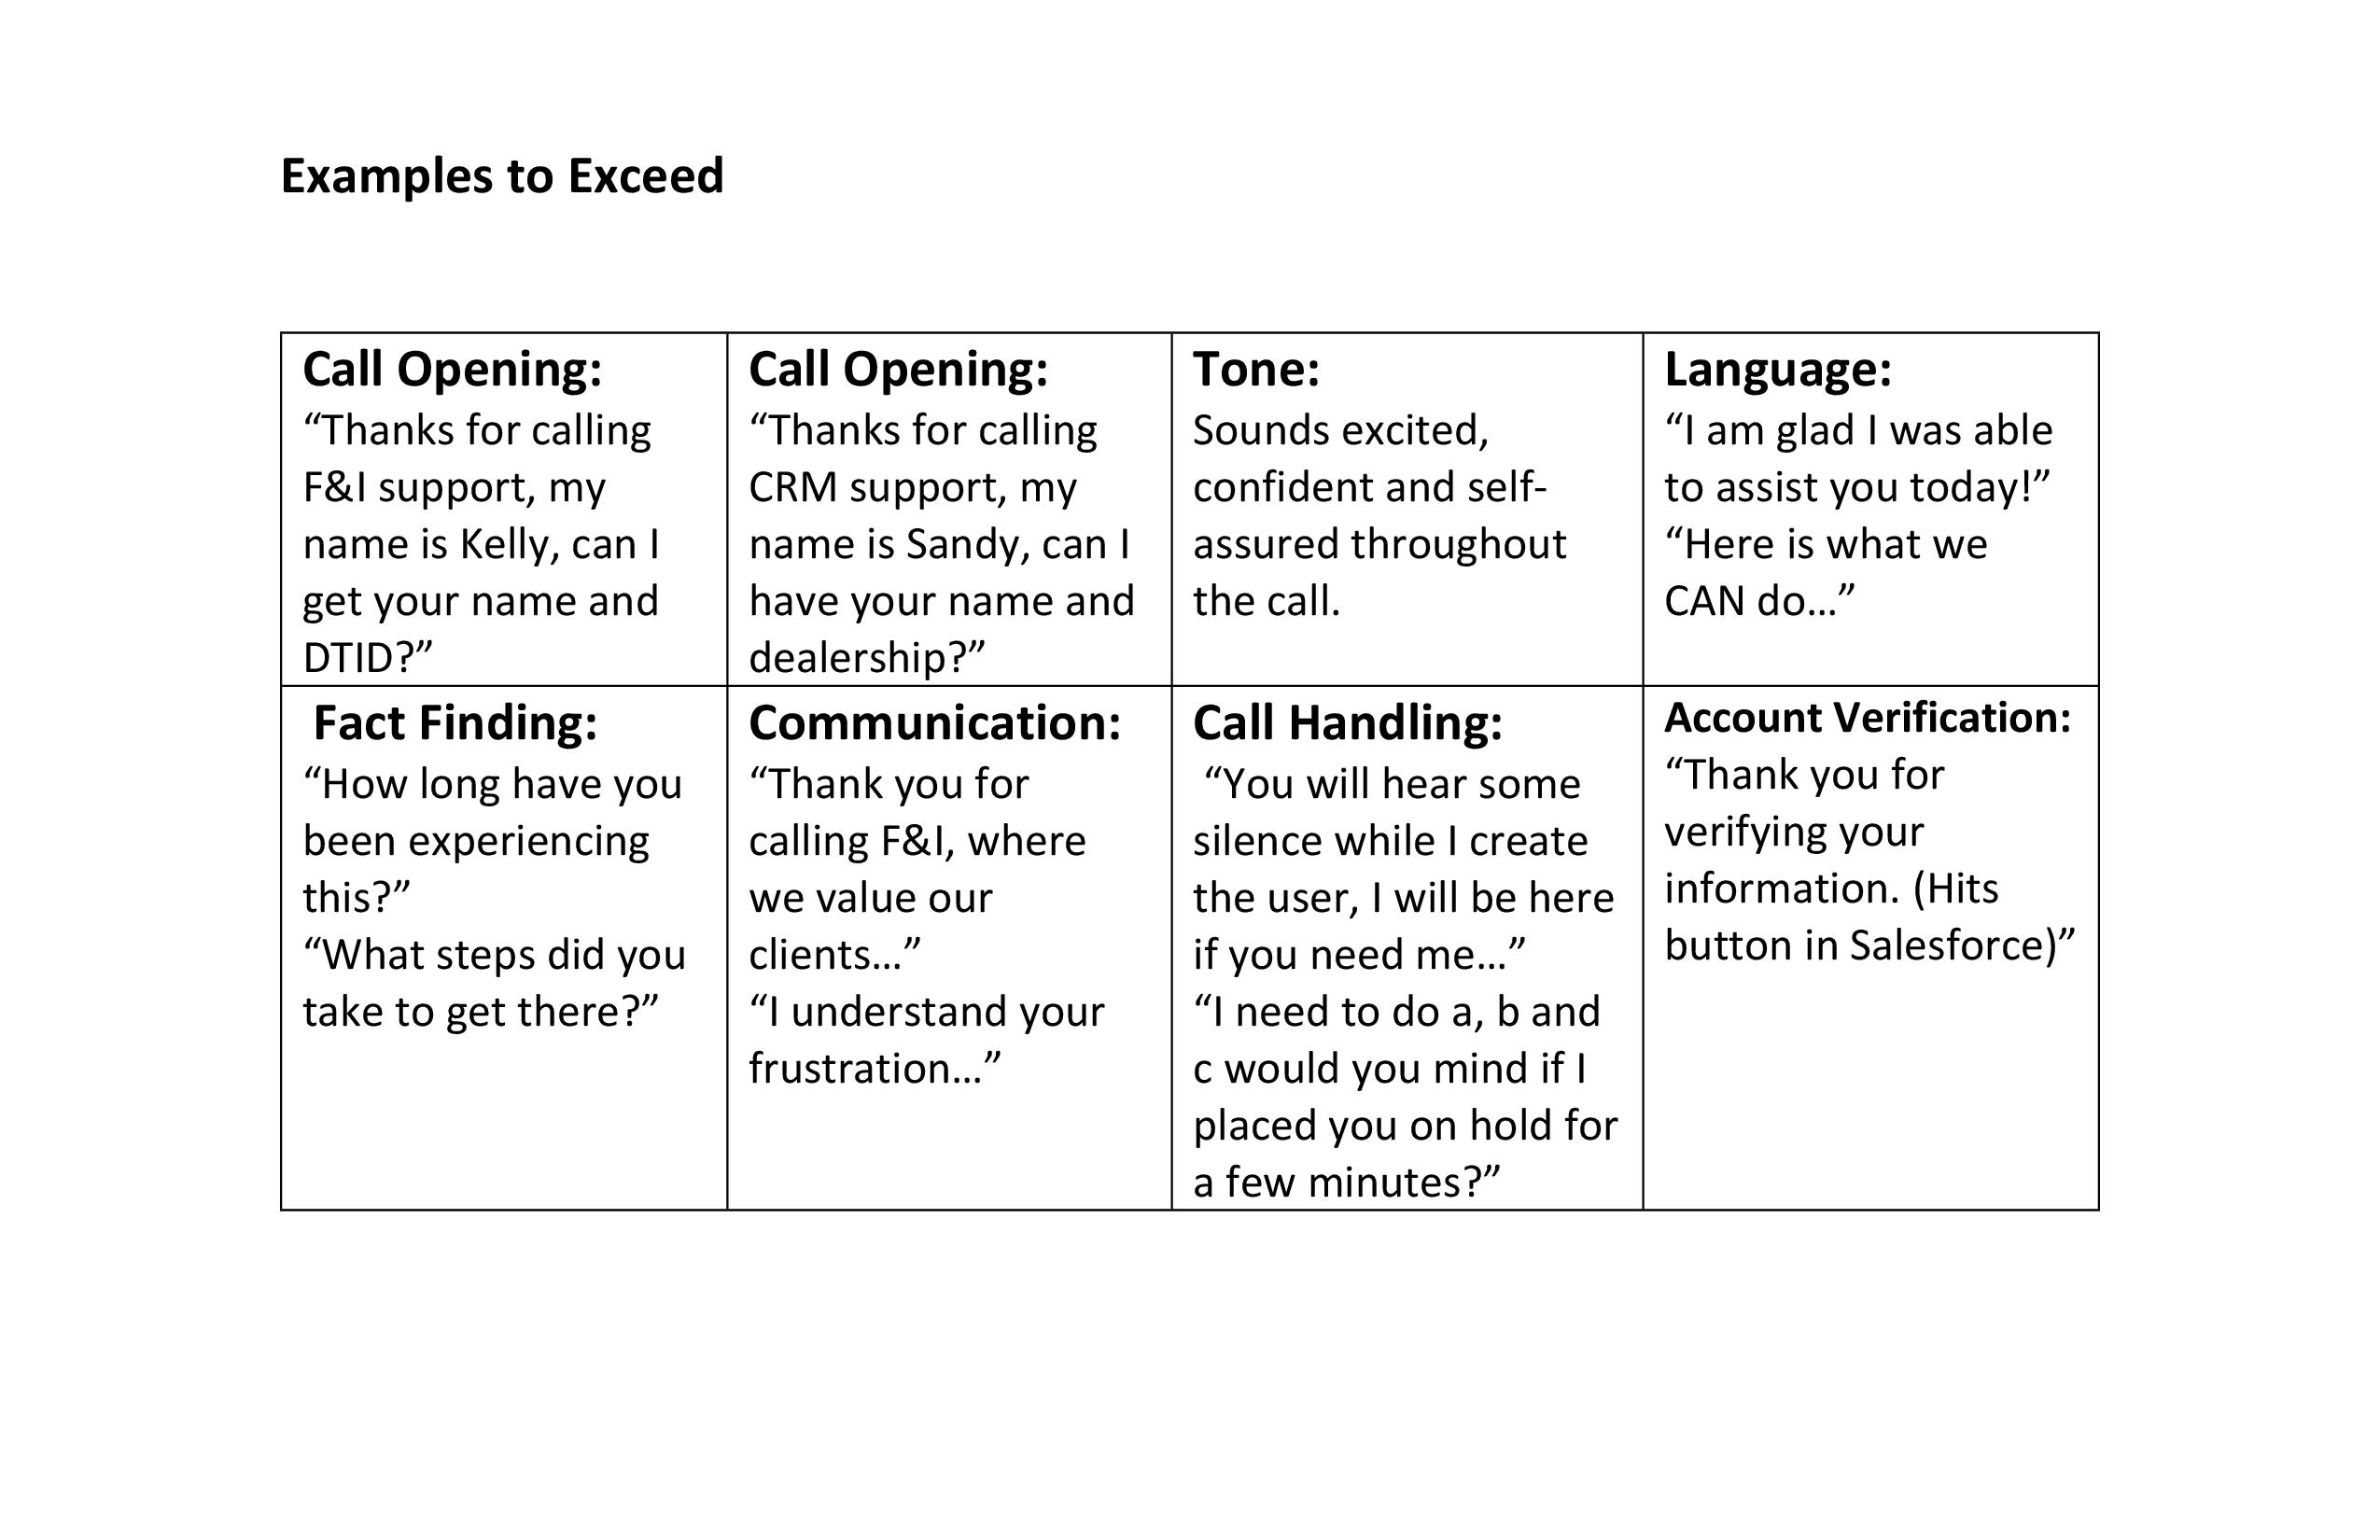 Examples to Exceed
Call Opening:
“Thanks for calling
F&I support, my
name is Kelly, can I
get your name and
DTID?”
Call Opening:
“Thanks for calling
CRM support, my
name is Sandy, can I
have your name and
dealership?”
Tone:
Sounds excited,
confident and self-
assured throughout
the call.
Language:
“I am glad I was able
to assist you today!”
“Here is what we
CAN do…”
Fact Finding:
“How long have you
been experiencing
this?”
“What steps did you
take to get there?”
Communication:
“Thank you for
calling F&I, where
we value our
clients…”
“I understand your
frustration…”
Call Handling:
“You will hear some
silence while I create
the user, I will be here
if you need me…”
“I need to do a, b and
c would you mind if I
placed you on hold for
a few minutes?”
Account Verification:
“Thank you for
verifying your
information. (Hits
button in Salesforce)”